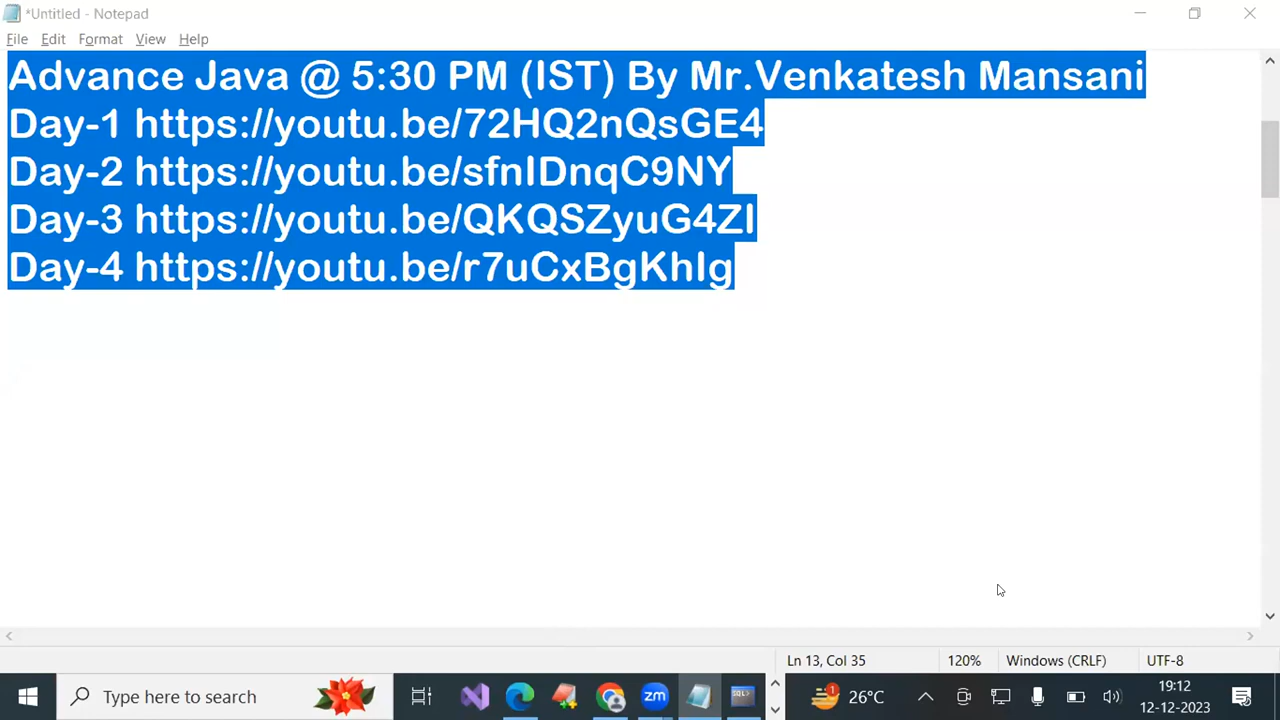 *Untitled - Notepad
File Edit Format View Help
Advance Java @ 5:30 PM (IST) By Mr.Venkatesh Mansani
Day-1 https://youtu.be/72HQ2nQsGE4
Day-2 https://youtu.be/sfnIDnqC9NY
Day-3 https://youtu.be/QKQSZyuG4ZI
Day-4 https://youtu.be/r7uCxBgKhIg
Ln 13, Col 35 120% Windows (CRLF) UTF-8
Type here to search zm SQL> 1 26°C 19:12
12-12-2023